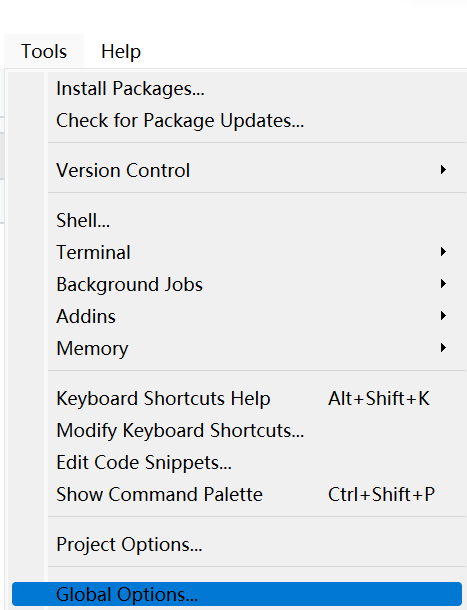 Tools Help
Install Packages...
Check for Package Updates...
Version Control
Shell...
Terminal
Background Jobs
Addins
Memory
Keyboard Shortcuts Help Alt+Shift+K
Modify Keyboard Shortcuts...
Edit Code Snippets...
Show Command Palette Ctrl+Shift+P
Project Options...
Global Options...